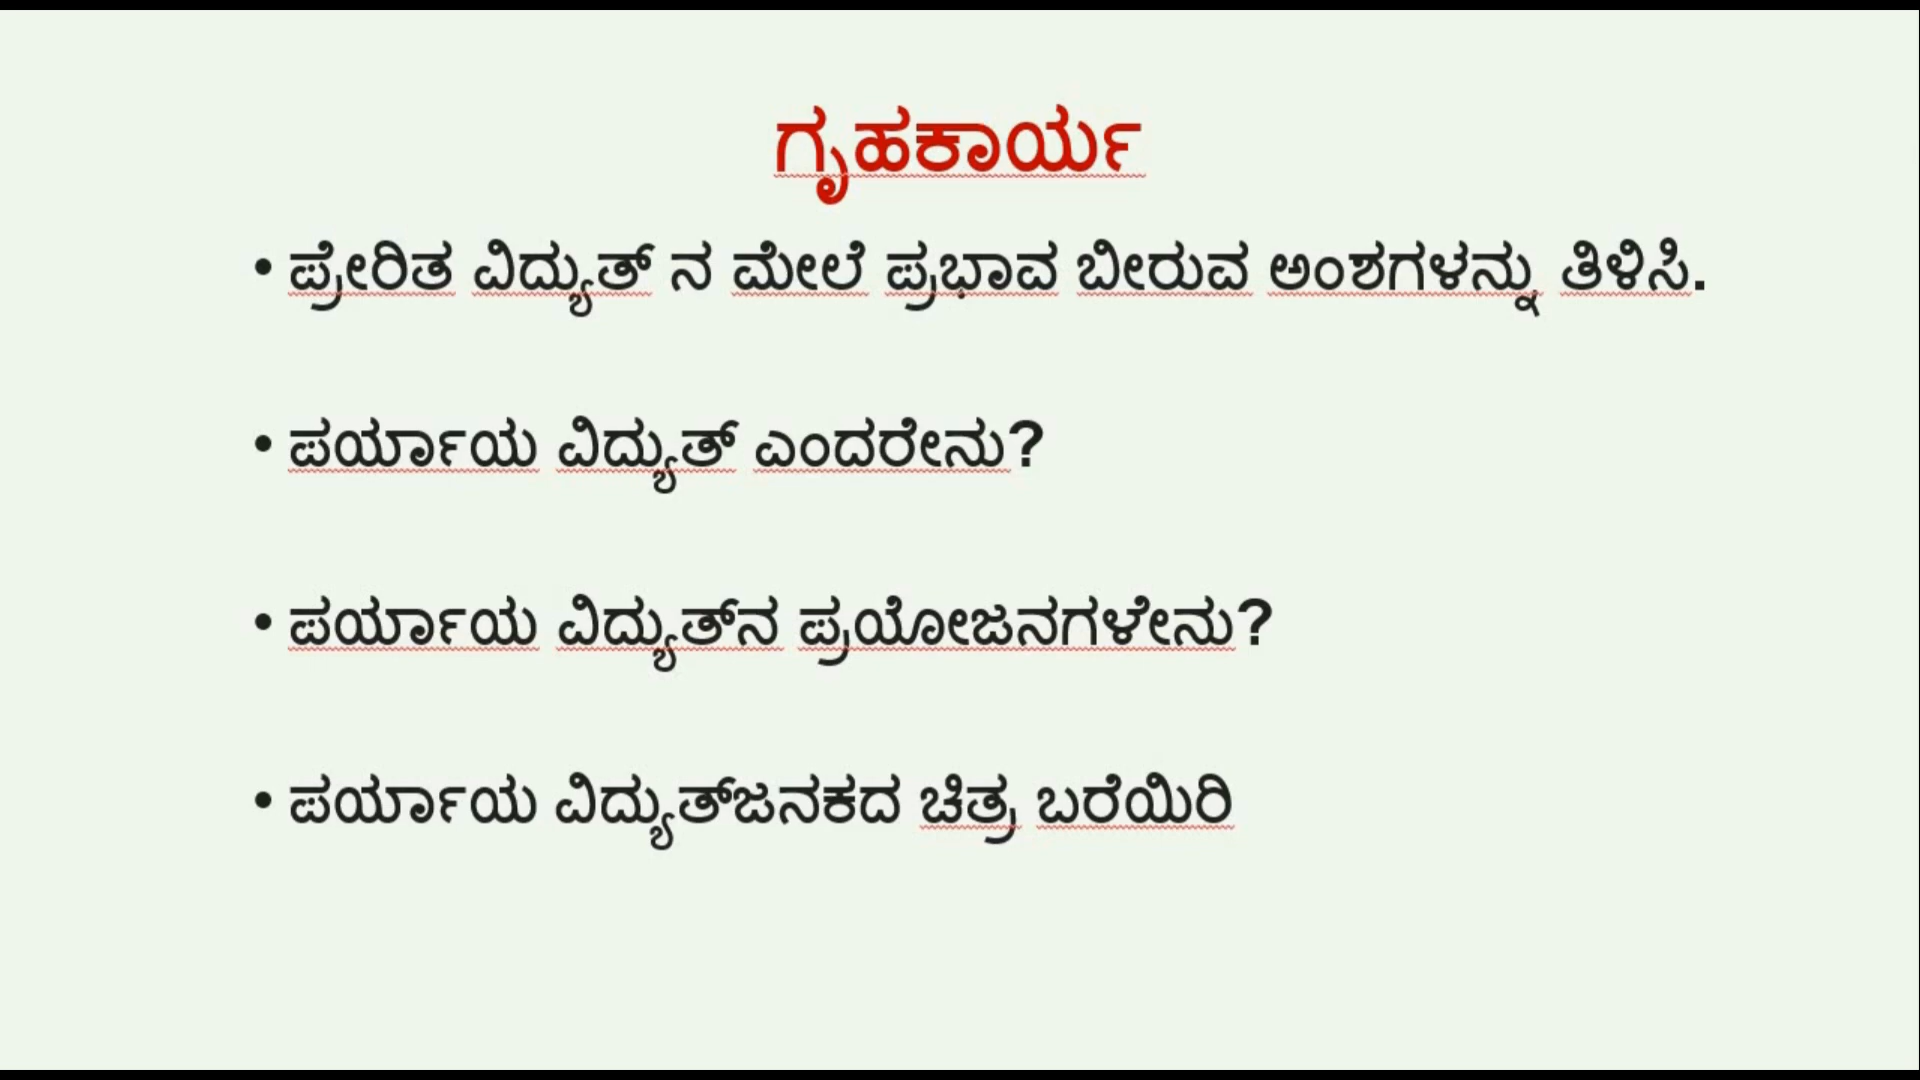 ಗೃಹಕಾರ್ಯ
• ಪ್ರೇರಿತ ವಿದ್ಯುತ್ ನ ಮೇಲೆ ಪ್ರಭಾವ ಬೀರುವ ಅಂಶಗಳನ್ನು ತಿಳಿಸಿ.
• ಪರ್ಯಾಯ ವಿದ್ಯುತ್ ಎಂದರೇನು?
• ಪರ್ಯಾಯ ವಿದ್ಯುತ್‌ನ ಪ್ರಯೋಜನಗಳೇನು?
• ಪರ್ಯಾಯ ವಿದ್ಯುತ್‌ಜನಕದ ಚಿತ್ರ ಬರೆಯಿರಿ